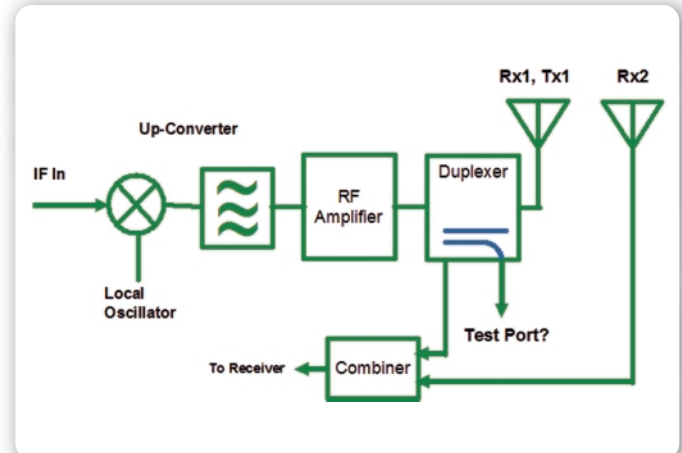 Rx1, Tx1
Rx2
Up-Converter
IF In
Duplexer
RF
Amplifier
Local
Oscillator
Test Port?
To Receiver
Combiner